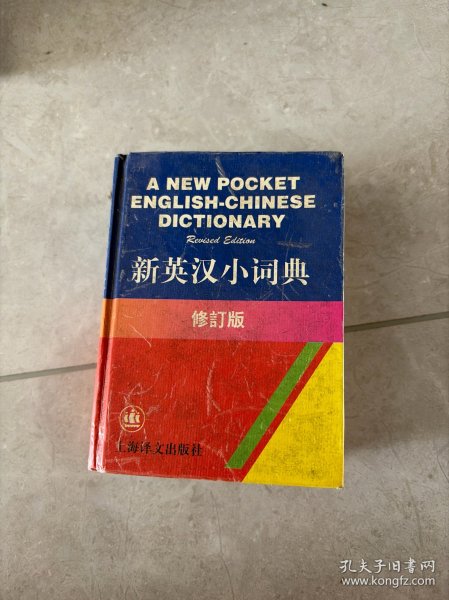 A NEW POCKET
ENGLISH-CHINESE
DICTIONARY
Revised Edition
新英汉小词典
修訂版
上海译文出版社
孔夫子旧书网
www.kongfz.com